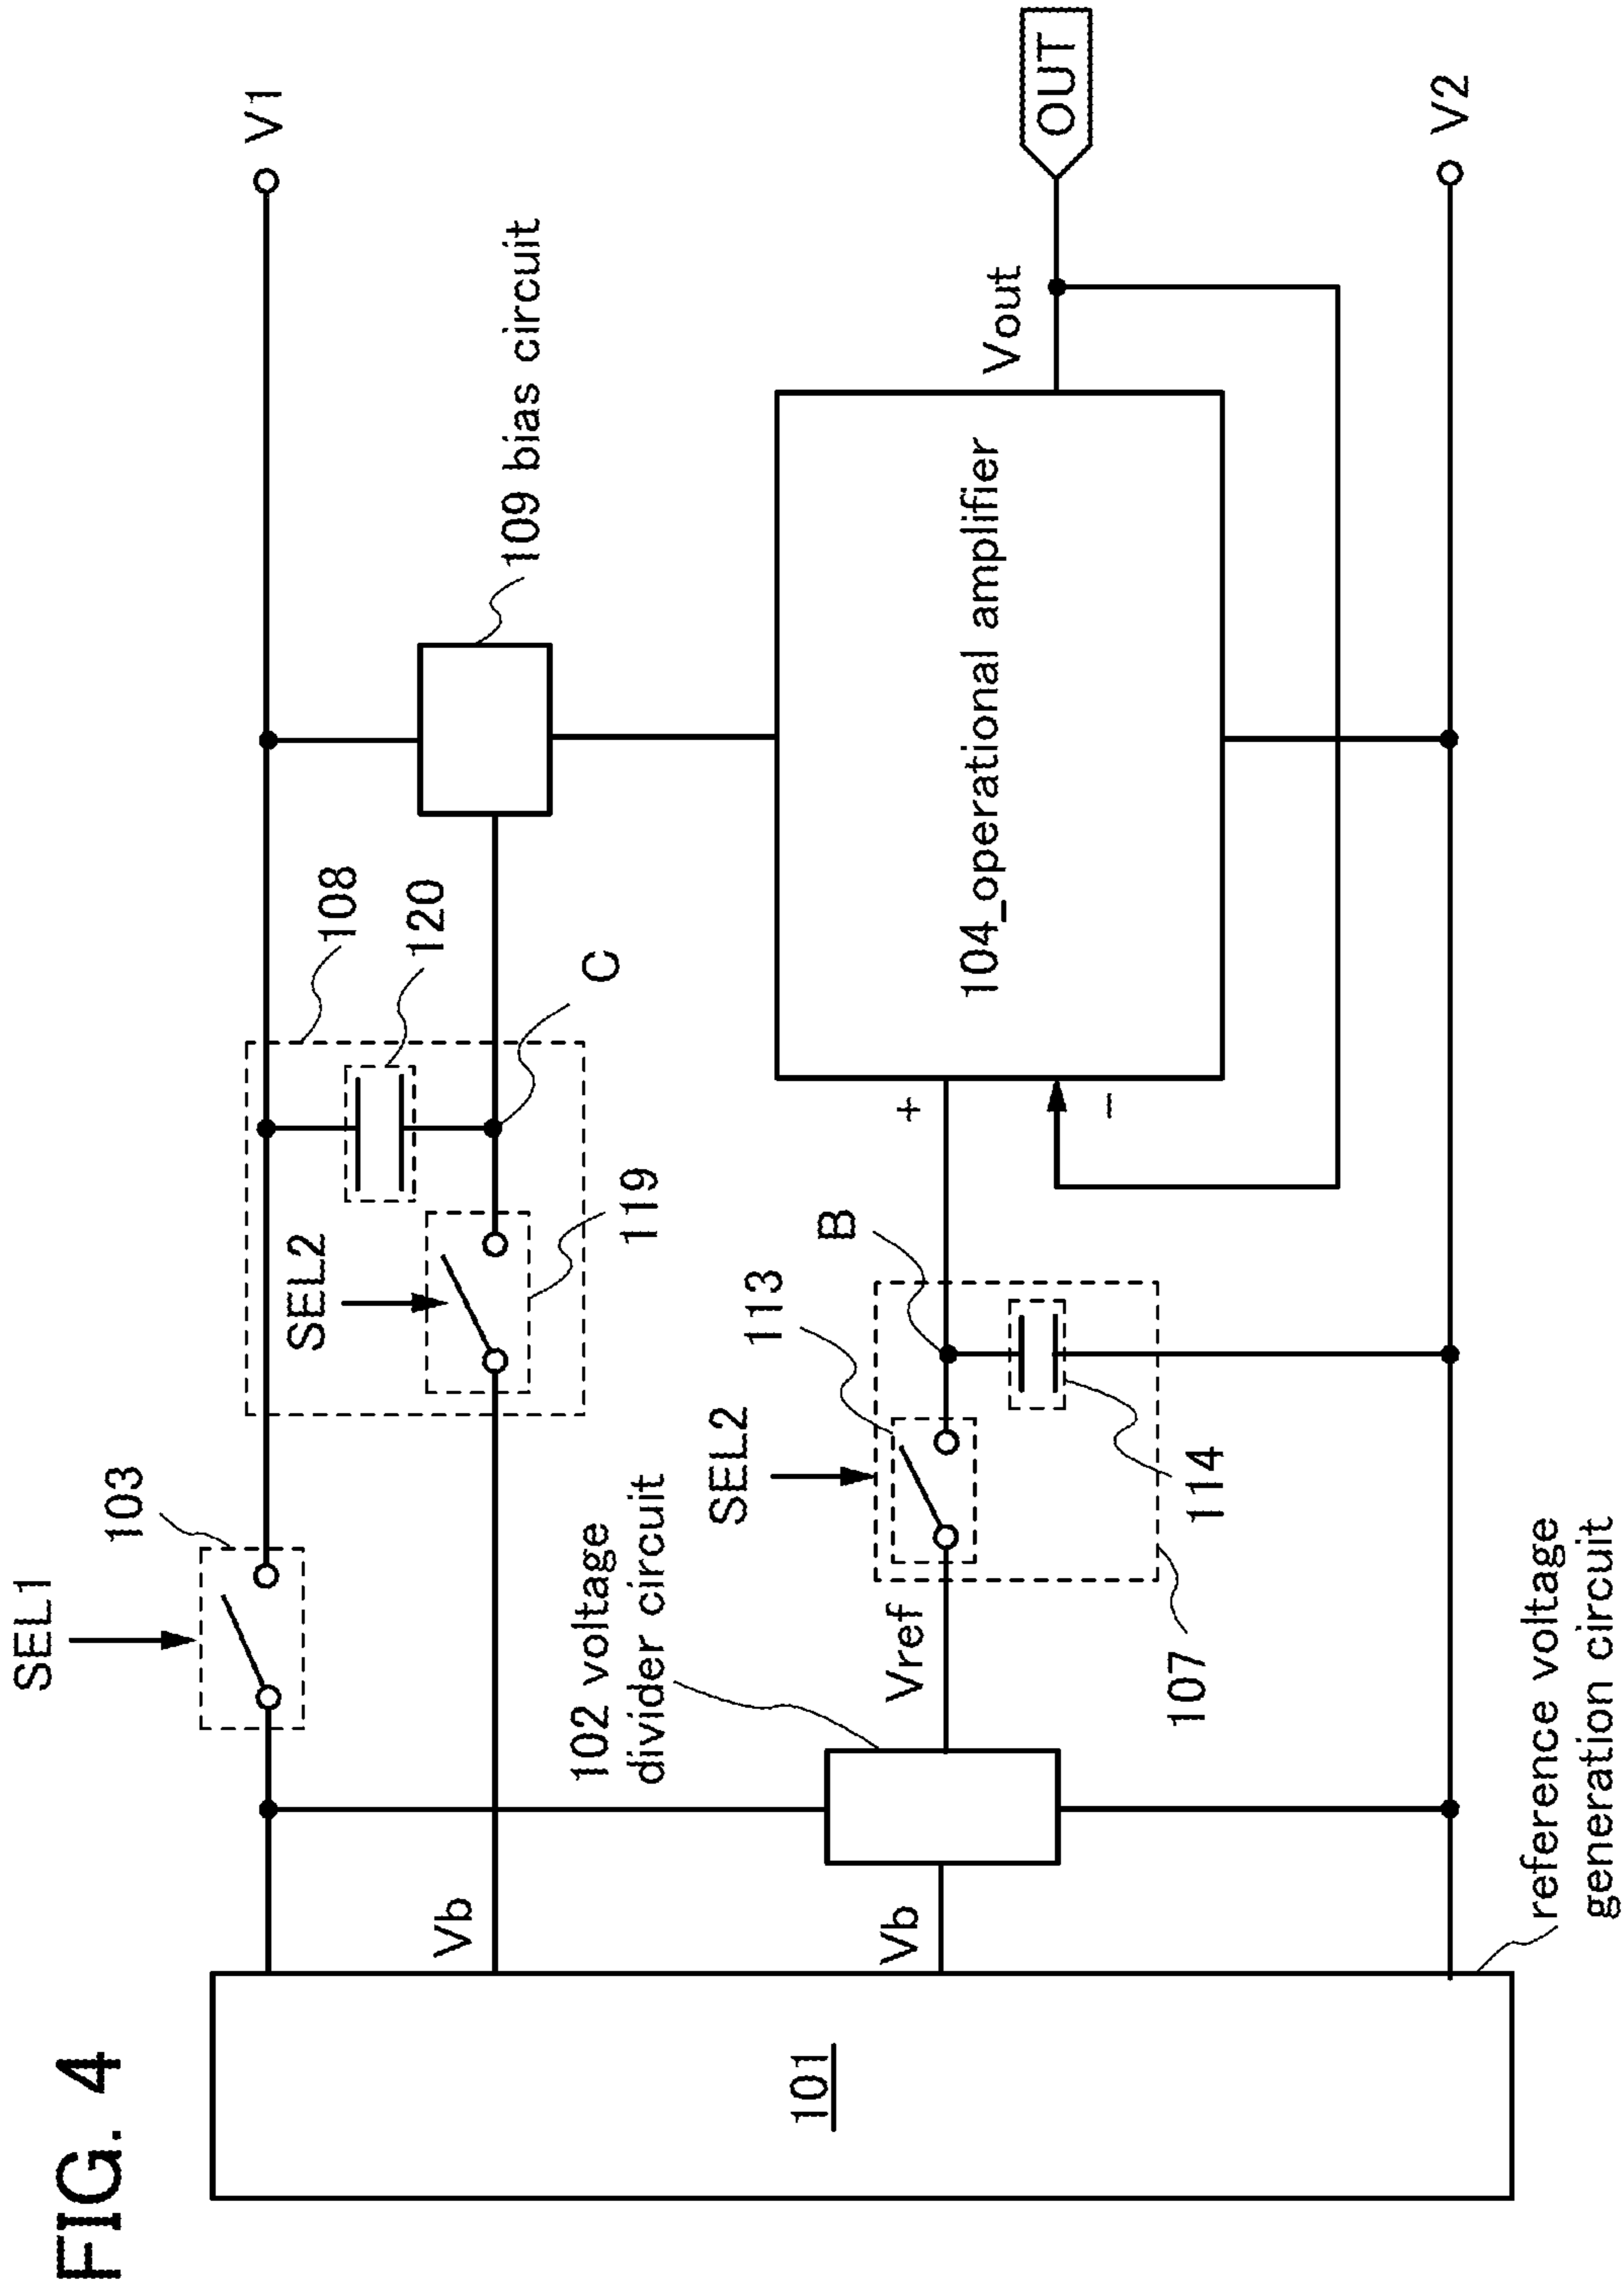 FIG. 4
SEL1
103
V1
108
120
SEL2
119
C
109 bias circuit
Vb
102 voltage
divider circuit
SEL2
113
B
+
−
104_operational amplifier
Vout
OUT
Vb
Vref
107
114
V2
101
reference voltage
generation circuit